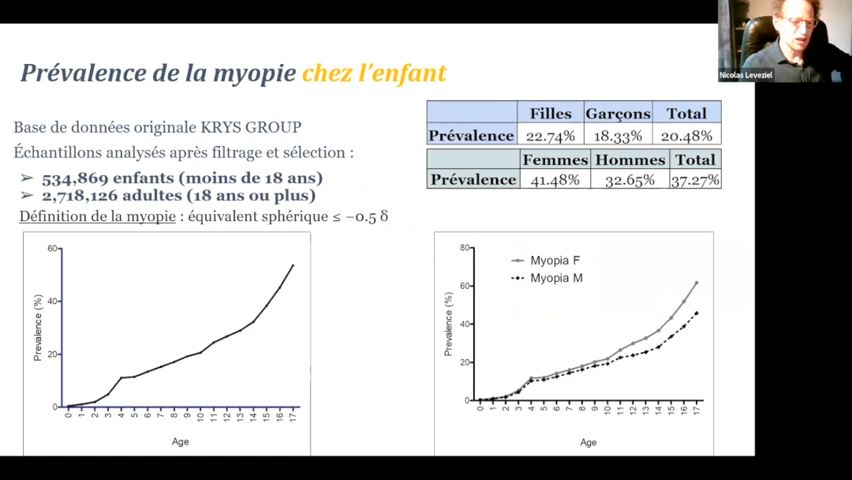 Nicolas Leveziel
Prévalence de la myopie chez l'enfant
Base de données originale KRYS GROUP
Échantillons analysés après filtrage et sélection :
➢ 534,869 enfants (moins de 18 ans)
➢ 2,718,126 adultes (18 ans ou plus)
Définition de la myopie : équivalent sphérique ≤ −0.5 δ
Filles Garçons Total
Prévalence 22.74% 18.33% 20.48%
Femmes Hommes Total
Prévalence 41.48% 32.65% 37.27%
60
40
20
0
Prevalence (%)
0 1 2 3 4 5 6 7 8 9 10 11 12 13 14 15 16 17
Age
80
60
40
20
0
Prevalence (%)
Myopia F
Myopia M
0 1 2 3 4 5 6 7 8 9 10 11 12 13 14 15 16 17
Age